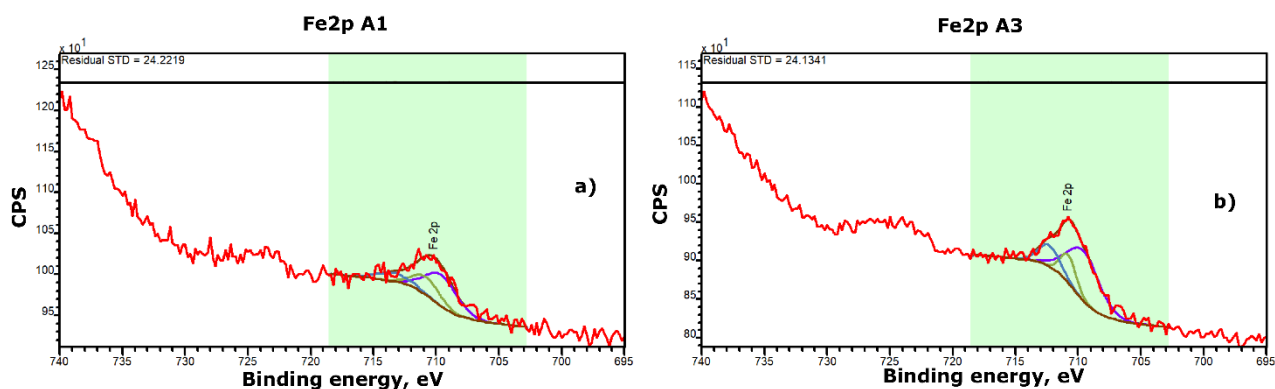 Fe2p A1
x 10¹
Residual STD = 24.2219
125
120
115
110
105
100
95
CPS
a)
Fe 2p
740
735
730
725
720
715
710
705
700
695
Binding energy, eV
Fe2p A3
x 10¹
Residual STD = 24.1341
115
110
105
100
95
90
85
80
CPS
b)
Fe 2p
740
735
730
725
720
715
710
705
700
695
Binding energy, eV